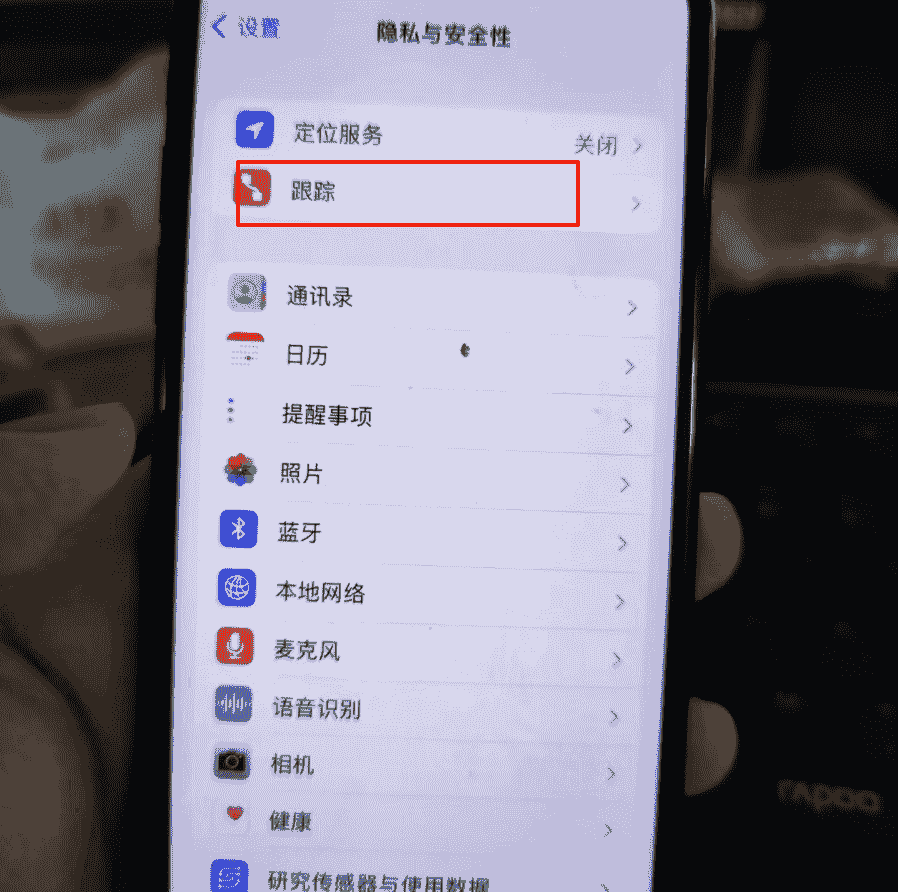 设置
隐私与安全性
定位服务
关闭
跟踪
通讯录
日历
提醒事项
照片
蓝牙
本地网络
麦克风
语音识别
相机
健康
研究传感器与使用数据
rapoo